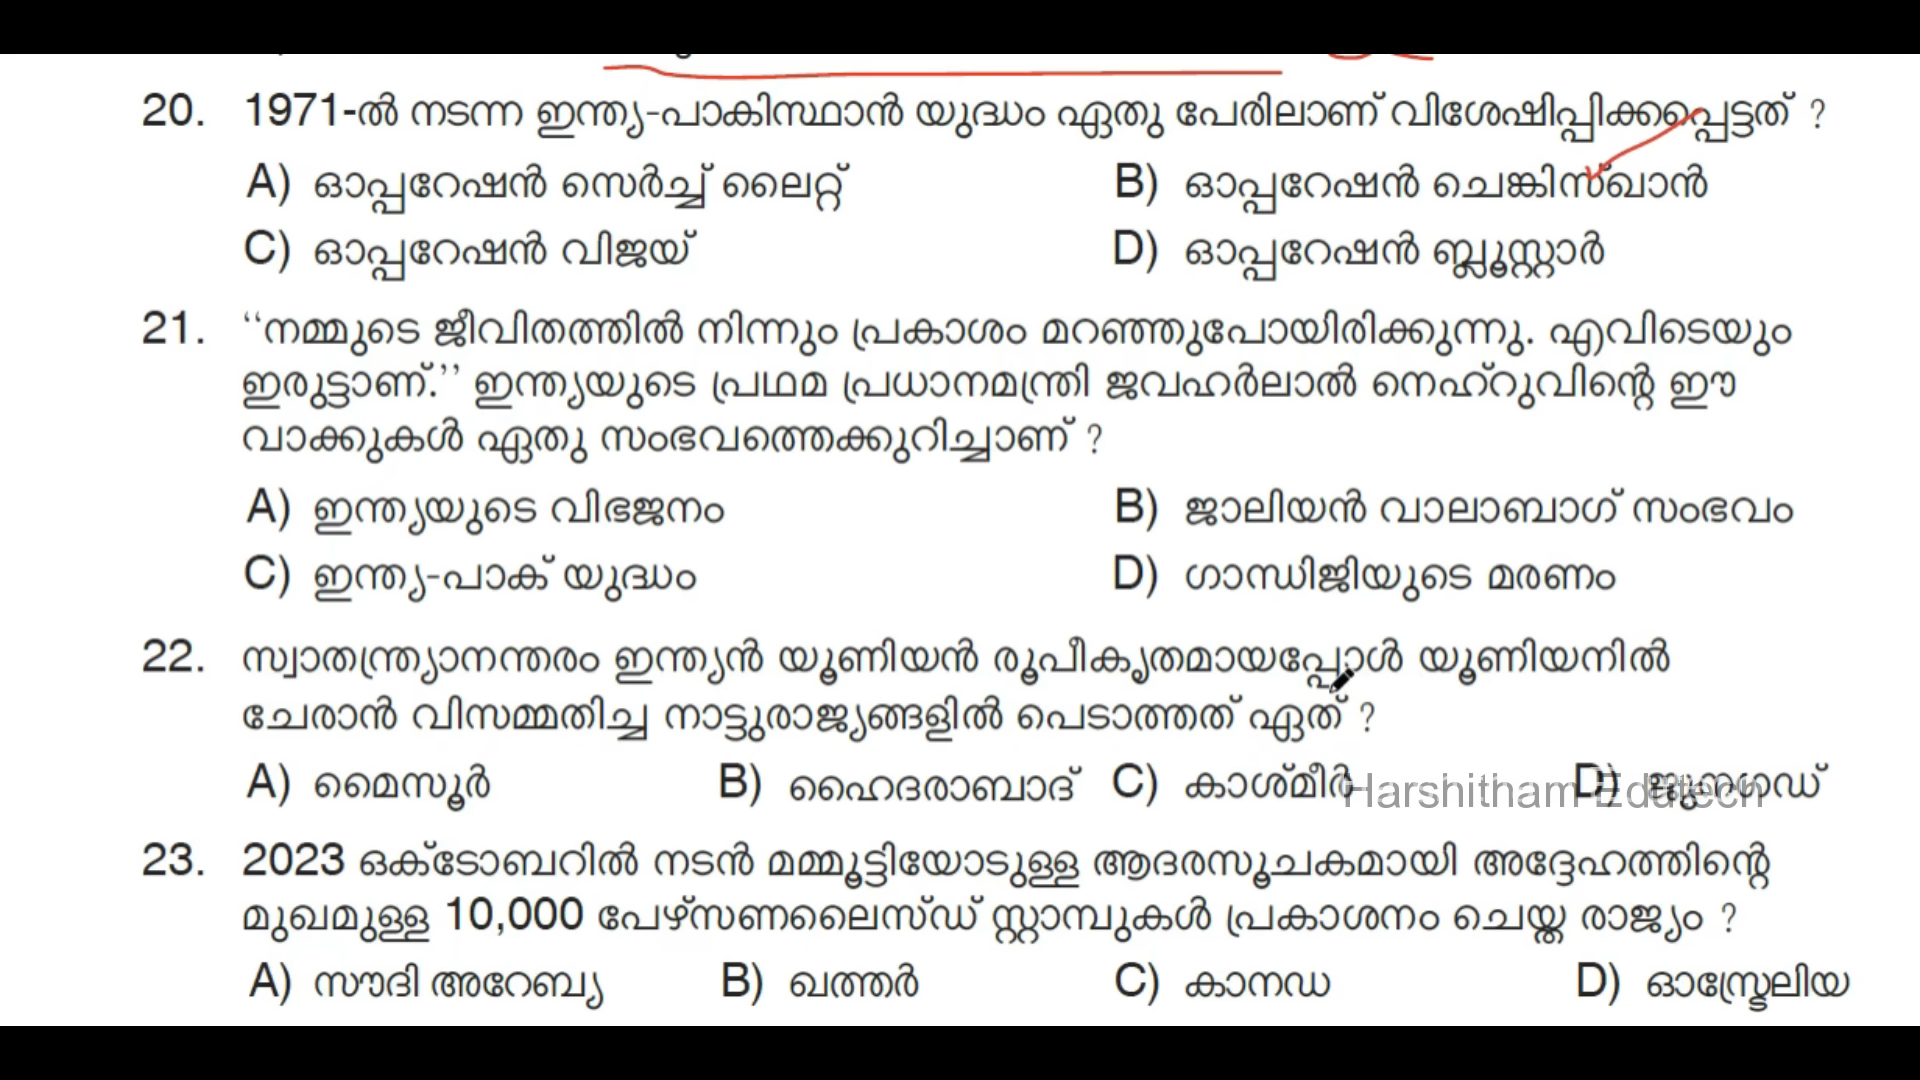 20. 1971-ൽ നടന്ന ഇന്ത്യ-പാകിസ്ഥാൻ യുദ്ധം ഏതു പേരിലാണ് വിശേഷിപ്പിക്കപ്പെട്ടത് ?
A) ഓപ്പറേഷൻ സെർച്ച് ലൈറ്റ് B) ഓപ്പറേഷൻ ചെങ്കിസ്ഖാൻ
C) ഓപ്പറേഷൻ വിജയ് D) ഓപ്പറേഷൻ ബ്ലൂസ്റ്റാർ
21. ‘‘നമ്മുടെ ജീവിതത്തിൽ നിന്നും പ്രകാശം മറഞ്ഞുപോയിരിക്കുന്നു. എവിടെയും
ഇരുട്ടാണ്.’’ ഇന്ത്യയുടെ പ്രഥമ പ്രധാനമന്ത്രി ജവഹർലാൽ നെഹ്റുവിന്റെ ഈ
വാക്കുകൾ ഏതു സംഭവത്തെക്കുറിച്ചാണ് ?
A) ഇന്ത്യയുടെ വിഭജനം B) ജാലിയൻ വാലാബാഗ് സംഭവം
C) ഇന്ത്യ-പാക് യുദ്ധം D) ഗാന്ധിജിയുടെ മരണം
22. സ്വാതന്ത്ര്യാനന്തരം ഇന്ത്യൻ യൂണിയൻ രൂപീകൃതമായപ്പോൾ യൂണിയനിൽ
ചേരാൻ വിസമ്മതിച്ച നാട്ടുരാജ്യങ്ങളിൽ പെടാത്തത് ഏത് ?
A) മൈസൂർ B) ഹൈദരാബാദ് C) കാശ്മീർ D) ജുനഗഡ്
Harshitham Edutech
23. 2023 ഒക്ടോബറിൽ നടൻ മമ്മൂട്ടിയോടുള്ള ആദരസൂചകമായി അദ്ദേഹത്തിന്റെ
മുഖമുള്ള 10,000 പേഴ്സണലൈസ്ഡ് സ്റ്റാമ്പുകൾ പ്രകാശനം ചെയ്ത രാജ്യം ?
A) സൗദി അറേബ്യ B) ഖത്തർ C) കാനഡ D) ഓസ്ട്രേലിയ